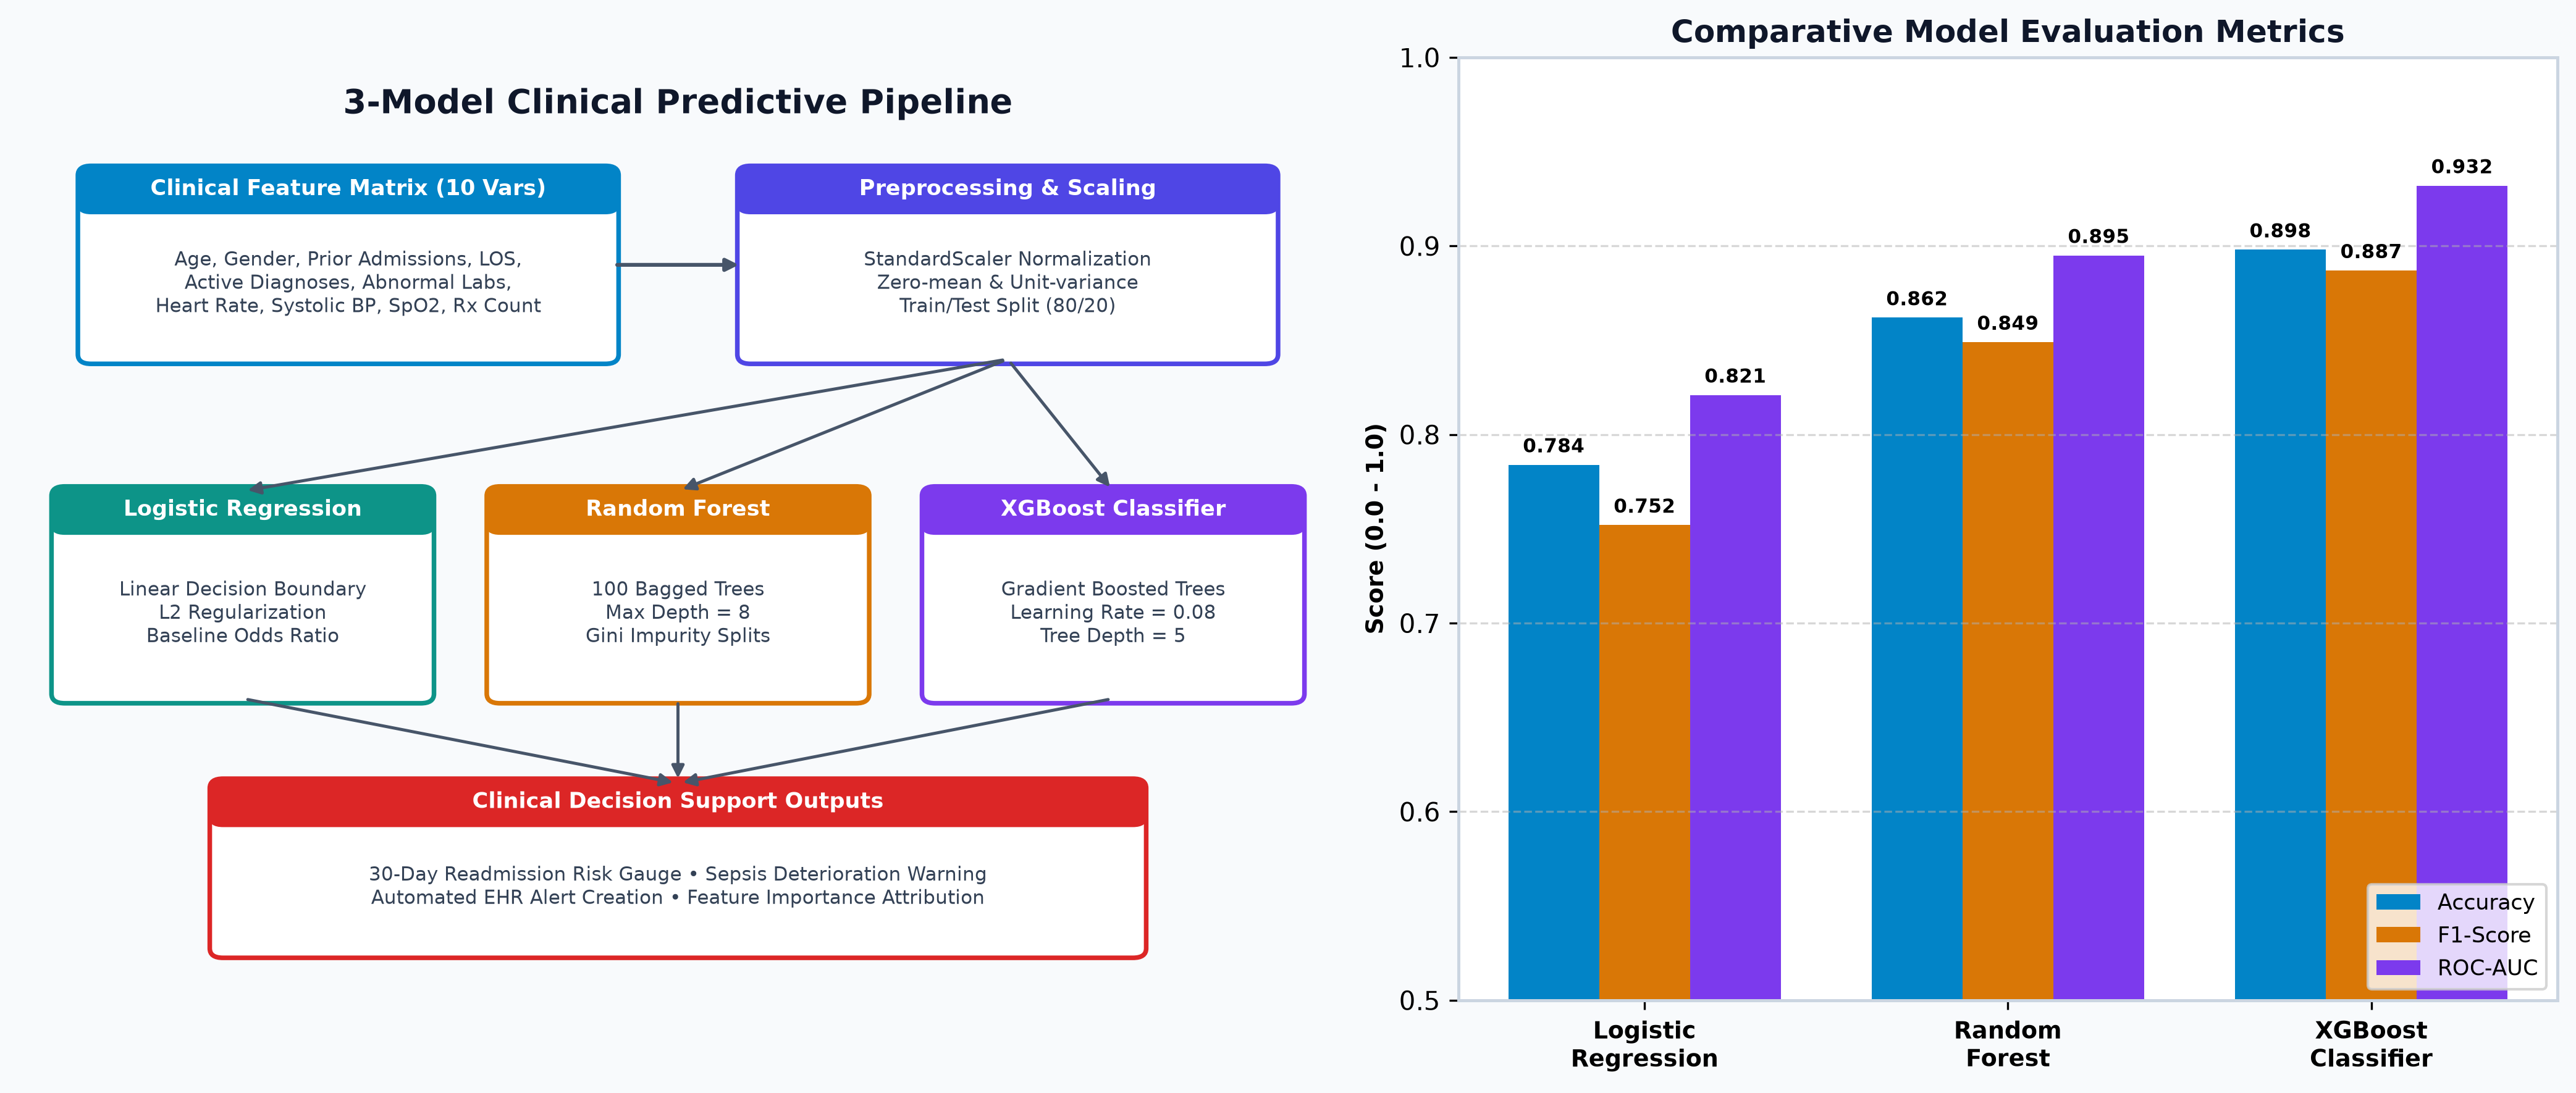 3-Model Clinical Predictive Pipeline
Clinical Feature Matrix (10 Vars)
Age, Gender, Prior Admissions, LOS,
Active Diagnoses, Abnormal Labs,
Heart Rate, Systolic BP, SpO2, Rx Count
Preprocessing & Scaling
StandardScaler Normalization
Zero-mean & Unit-variance
Train/Test Split (80/20)
Logistic Regression
Linear Decision Boundary
L2 Regularization
Baseline Odds Ratio
Random Forest
100 Bagged Trees
Max Depth = 8
Gini Impurity Splits
XGBoost Classifier
Gradient Boosted Trees
Learning Rate = 0.08
Tree Depth = 5
Clinical Decision Support Outputs
30-Day Readmission Risk Gauge • Sepsis Deterioration Warning
Automated EHR Alert Creation • Feature Importance Attribution
Comparative Model Evaluation Metrics
Score (0.0 - 1.0)
1.0
0.9
0.8
0.7
0.6
0.5
0.784
0.752
0.821
0.862
0.849
0.895
0.898
0.887
0.932
Logistic
Regression
Random
Forest
XGBoost
Classifier
Accuracy
F1-Score
ROC-AUC